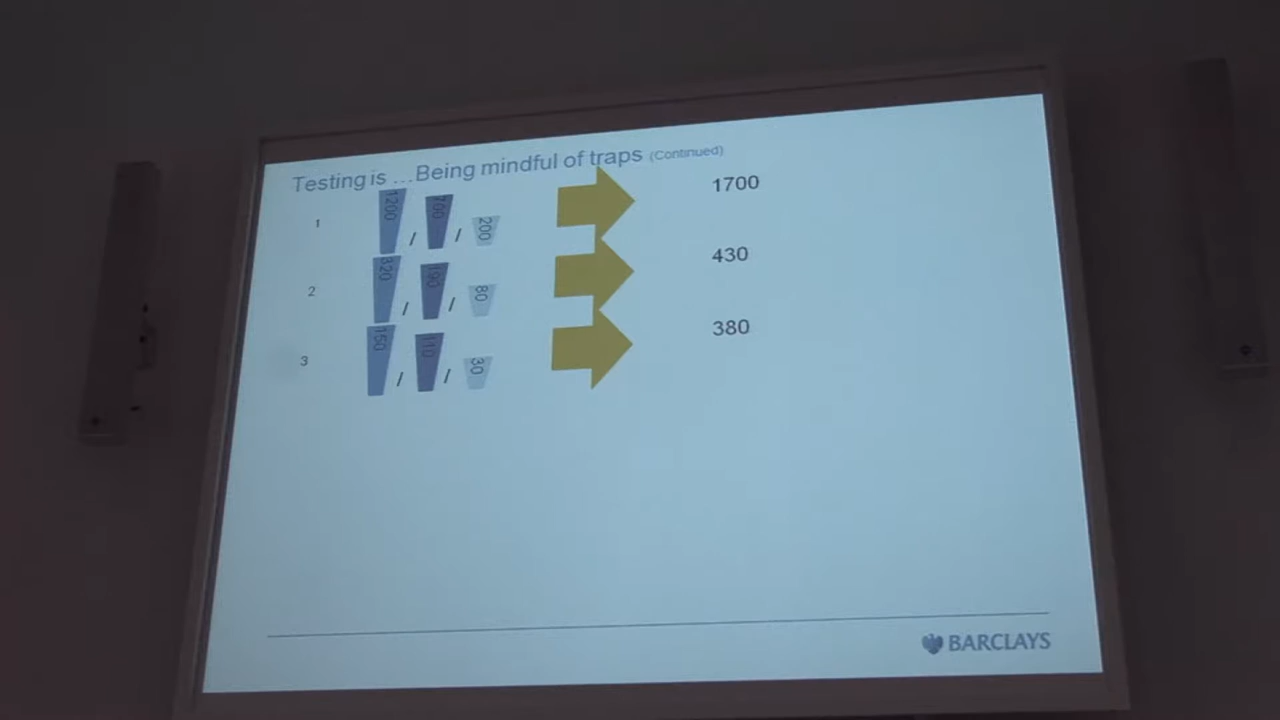 Testing is ...Being mindful of traps (Continued)
1 1200 / 700 / 200 1700
2 320 / 190 / 80 430
3 150 / 110 / 30 380
BARCLAYS